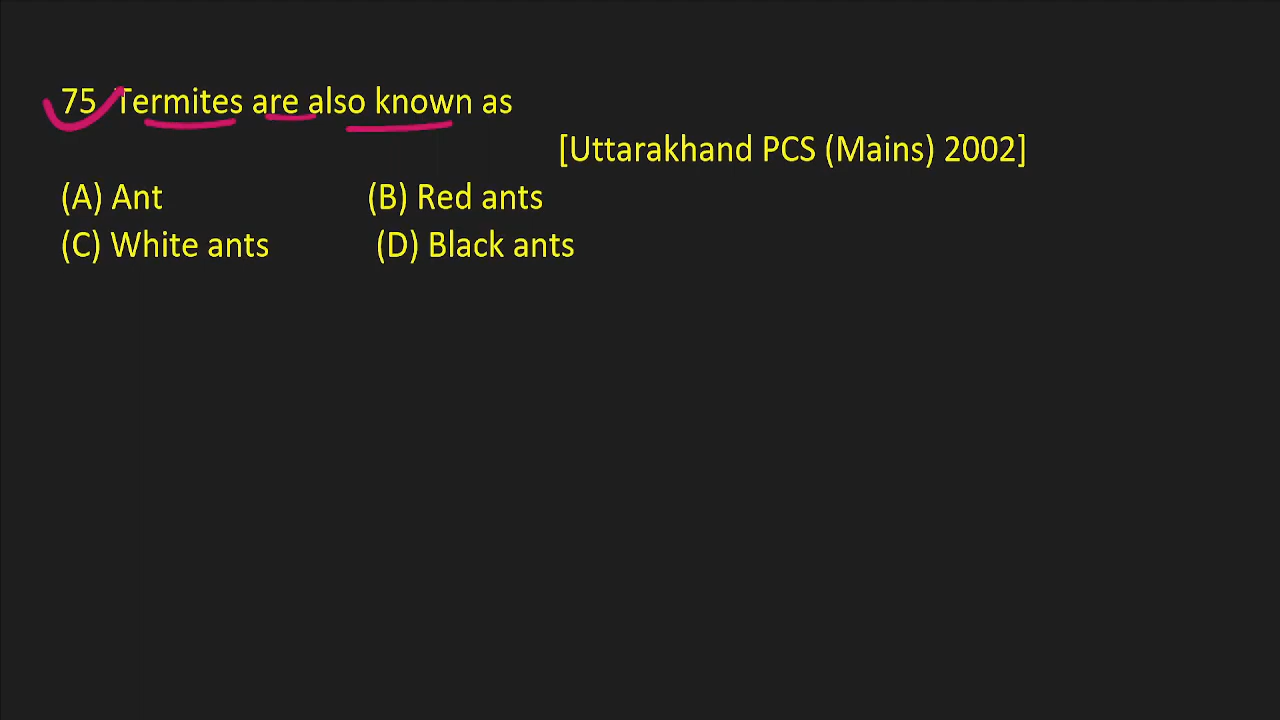 75 Termites are also known as
[Uttarakhand PCS (Mains) 2002]
(A) Ant (B) Red ants
(C) White ants (D) Black ants